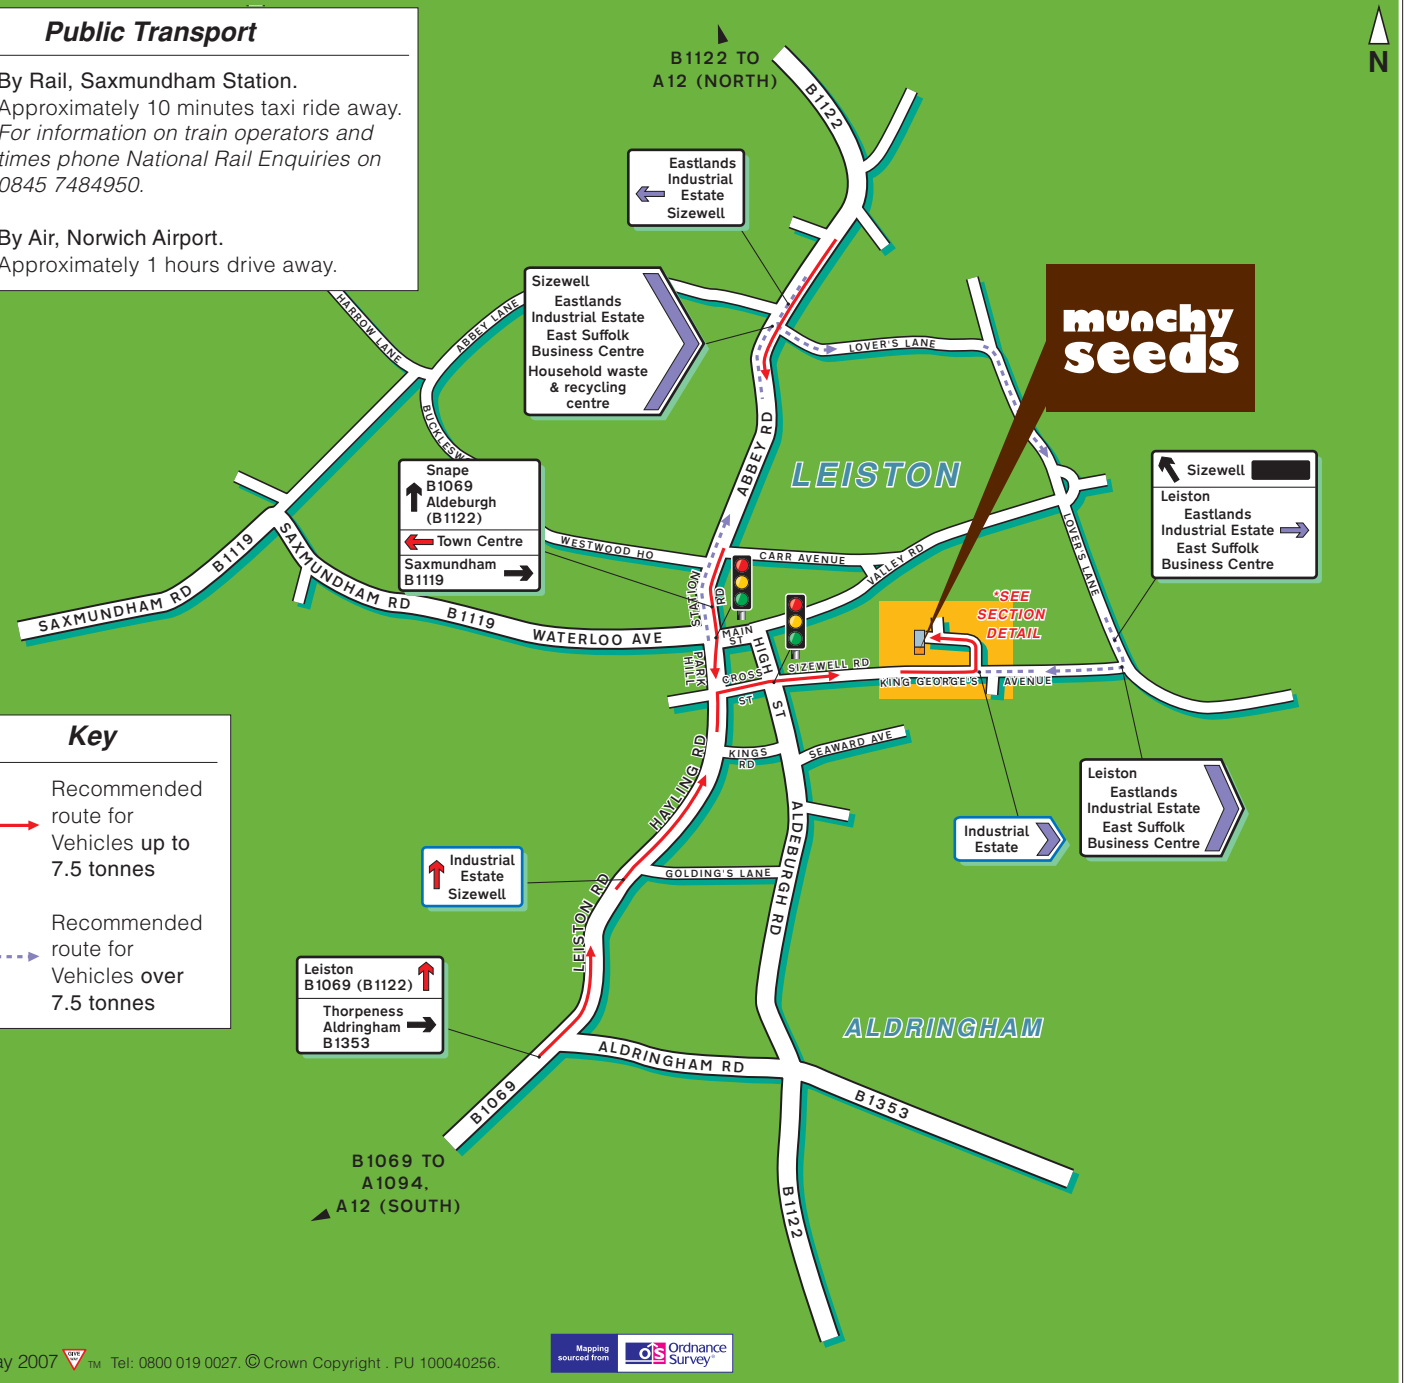 Public Transport
By Rail, Saxmundham Station.
Approximately 10 minutes taxi ride away.
For information on train operators and
times phone National Rail Enquiries on
0845 7484950.
By Air, Norwich Airport.
Approximately 1 hours drive away.
B1122 TO
A12 (NORTH)
N
B1122
Eastlands
Industrial
Estate
Sizewell
Sizewell
Eastlands
Industrial Estate
East Suffolk
Business Centre
Household waste
& recycling
centre
HARROW LANE
ABBEY LANE
LOVER'S LANE
munchy
seeds
ABBEY RD
LEISTON
Snape
B1069
Aldeburgh
(B1122)
Town Centre
Saxmundham
B1119
Sizewell
Leiston
Eastlands
Industrial Estate
East Suffolk
Business Centre
WESTWOOD HO
CARR AVENUE
VALLEY RD
LOVER'S LANE
SAXMUNDHAM RD
B1119
SAXMUNDHAM RD
B1119
WATERLOO AVE
STATION
RD
MAIN
ST
*SEE
SECTION
DETAIL
PARK
HILL
HIGH
ST
CROSS
ST
SIZEWELL RD
KING GEORGE'S
AVENUE
KINGS
RD
SEAWARD AVE
HAYLING RD
ALDEBURGH RD
GOLDING'S LANE
LEISTON RD
Industrial
Estate
Sizewell
Industrial
Estate
Leiston
Eastlands
Industrial Estate
East Suffolk
Business Centre
Key
Recommended
route for
Vehicles up to
7.5 tonnes
Recommended
route for
Vehicles over
7.5 tonnes
Leiston
B1069 (B1122)
Thorpeness
Aldringham
B1353
ALDRINGHAM
ALDRINGHAM RD
B1353
B1069
B1069 TO
A1094,
A12 (SOUTH)
B1122
2007 GIVE WAY TM Tel: 0800 019 0027. © Crown Copyright . PU 100040256.
Mapping
sourced from
OS Ordnance
Survey®